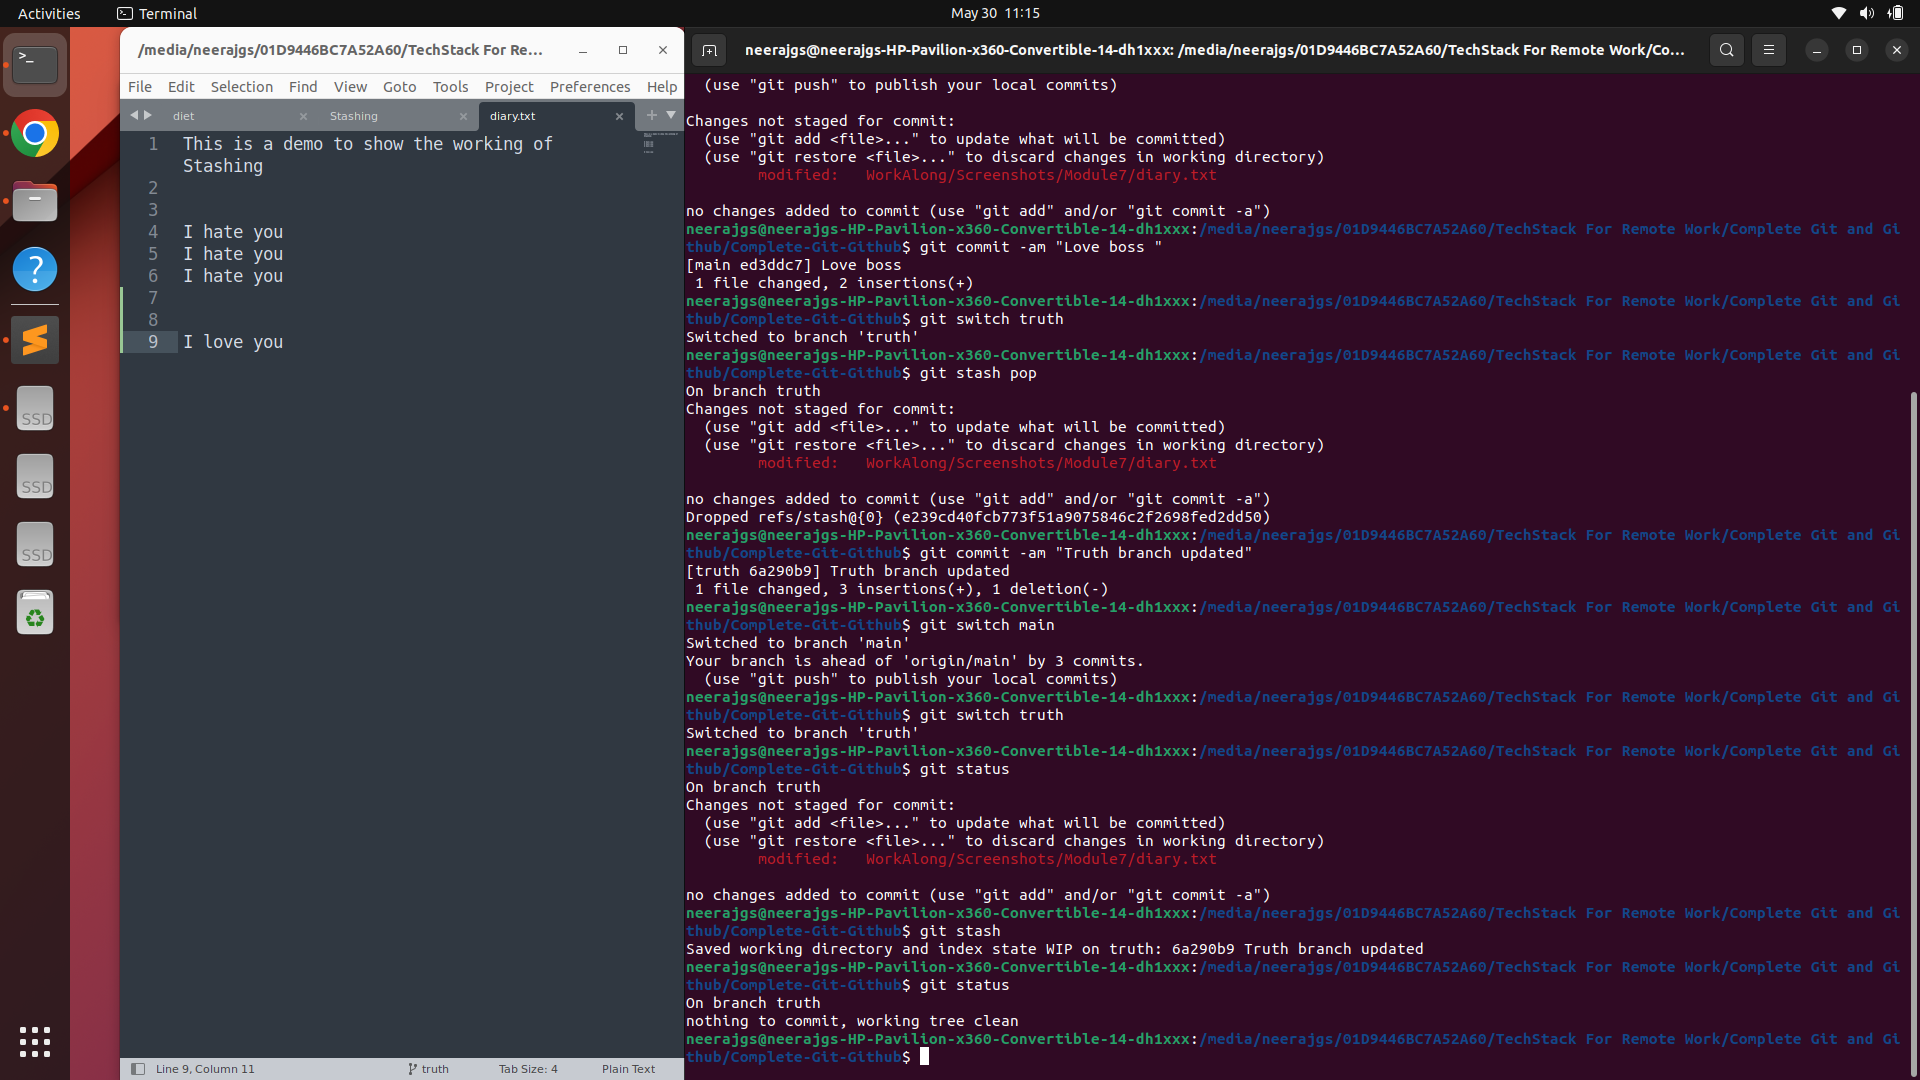 Activities
Terminal
May 30 11:15
/media/neerajgs/01D9446BC7A52A60/TechStack For Re...
File Edit Selection Find View Goto Tools Project Preferences Help
diet
Stashing
diary.txt
1 This is a demo to show the working of
Stashing
2
3
4 I hate you
5 I hate you
6 I hate you
7
8
9 I love you
Line 9, Column 11
truth
Tab Size: 4
Plain Text
SSD
SSD
SSD
neerajgs@neerajgs-HP-Pavilion-x360-Convertible-14-dh1xxx: /media/neerajgs/01D9446BC7A52A60/TechStack For Remote Work/Co...
(use "git push" to publish your local commits)
Changes not staged for commit:
(use "git add <file>..." to update what will be committed)
(use "git restore <file>..." to discard changes in working directory)
modified: WorkAlong/Screenshots/Module7/diary.txt
no changes added to commit (use "git add" and/or "git commit -a")
neerajgs@neerajgs-HP-Pavilion-x360-Convertible-14-dh1xxx:/media/neerajgs/01D9446BC7A52A60/TechStack For Remote Work/Complete Git and Gi
thub/Complete-Git-Github$ git commit -am "Love boss "
[main ed3ddc7] Love boss
1 file changed, 2 insertions(+)
neerajgs@neerajgs-HP-Pavilion-x360-Convertible-14-dh1xxx:/media/neerajgs/01D9446BC7A52A60/TechStack For Remote Work/Complete Git and Gi
thub/Complete-Git-Github$ git switch truth
Switched to branch 'truth'
neerajgs@neerajgs-HP-Pavilion-x360-Convertible-14-dh1xxx:/media/neerajgs/01D9446BC7A52A60/TechStack For Remote Work/Complete Git and Gi
thub/Complete-Git-Github$ git stash pop
On branch truth
Changes not staged for commit:
(use "git add <file>..." to update what will be committed)
(use "git restore <file>..." to discard changes in working directory)
modified: WorkAlong/Screenshots/Module7/diary.txt
no changes added to commit (use "git add" and/or "git commit -a")
Dropped refs/stash@{0} (e239cd40fcb773f51a9075846c2f2698fed2dd50)
neerajgs@neerajgs-HP-Pavilion-x360-Convertible-14-dh1xxx:/media/neerajgs/01D9446BC7A52A60/TechStack For Remote Work/Complete Git and Gi
thub/Complete-Git-Github$ git commit -am "Truth branch updated"
[truth 6a290b9] Truth branch updated
1 file changed, 3 insertions(+), 1 deletion(-)
neerajgs@neerajgs-HP-Pavilion-x360-Convertible-14-dh1xxx:/media/neerajgs/01D9446BC7A52A60/TechStack For Remote Work/Complete Git and Gi
thub/Complete-Git-Github$ git switch main
Switched to branch 'main'
Your branch is ahead of 'origin/main' by 3 commits.
(use "git push" to publish your local commits)
neerajgs@neerajgs-HP-Pavilion-x360-Convertible-14-dh1xxx:/media/neerajgs/01D9446BC7A52A60/TechStack For Remote Work/Complete Git and Gi
thub/Complete-Git-Github$ git switch truth
Switched to branch 'truth'
neerajgs@neerajgs-HP-Pavilion-x360-Convertible-14-dh1xxx:/media/neerajgs/01D9446BC7A52A60/TechStack For Remote Work/Complete Git and Gi
thub/Complete-Git-Github$ git status
On branch truth
Changes not staged for commit:
(use "git add <file>..." to update what will be committed)
(use "git restore <file>..." to discard changes in working directory)
modified: WorkAlong/Screenshots/Module7/diary.txt
no changes added to commit (use "git add" and/or "git commit -a")
neerajgs@neerajgs-HP-Pavilion-x360-Convertible-14-dh1xxx:/media/neerajgs/01D9446BC7A52A60/TechStack For Remote Work/Complete Git and Gi
thub/Complete-Git-Github$ git stash
Saved working directory and index state WIP on truth: 6a290b9 Truth branch updated
neerajgs@neerajgs-HP-Pavilion-x360-Convertible-14-dh1xxx:/media/neerajgs/01D9446BC7A52A60/TechStack For Remote Work/Complete Git and Gi
thub/Complete-Git-Github$ git status
On branch truth
nothing to commit, working tree clean
neerajgs@neerajgs-HP-Pavilion-x360-Convertible-14-dh1xxx:/media/neerajgs/01D9446BC7A52A60/TechStack For Remote Work/Complete Git and Gi
thub/Complete-Git-Github$